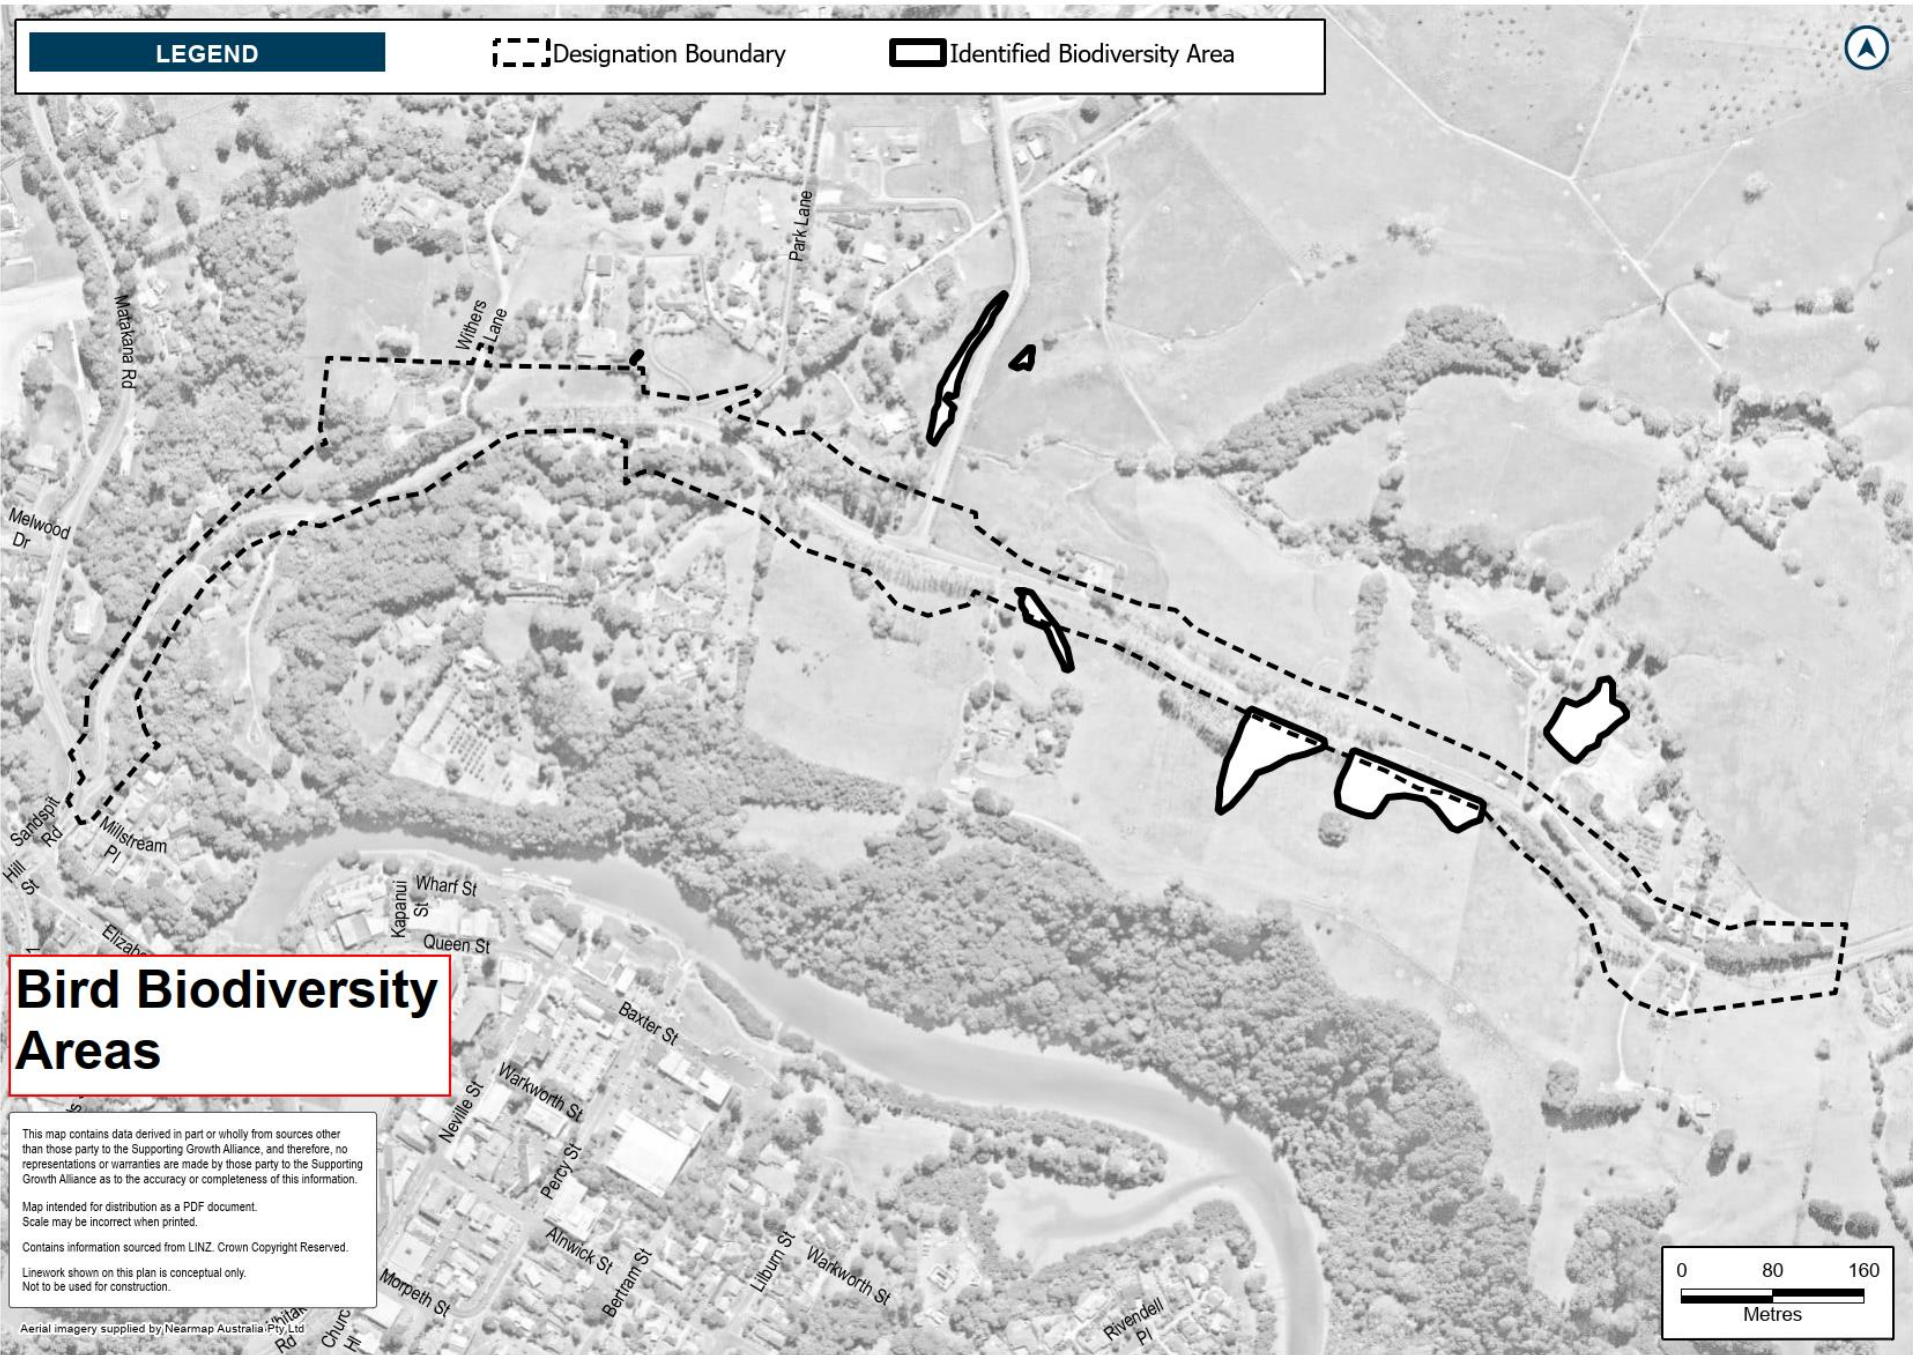 LEGEND
Designation Boundary
Identified Biodiversity Area
Park Lane
Withers
Lane
Matakana Rd
Melwood
Dr
Sandspit
Rd
Millstream
Pl
Hill
St
Wharf St
Kapanui
St
Queen St
Bird Biodiversity
Areas
Baxter St
Warkworth St
Neville St
Percy St
Alnwick St
Bertram St
Lilburn St
Warkworth St
Morpeth St
Rivendell
Pl
This map contains data derived in part or wholly from sources other
than those party to the Supporting Growth Alliance, and therefore, no
representations or warranties are made by those party to the Supporting
Growth Alliance as to the accuracy or completeness of this information.
Map intended for distribution as a PDF document.
Scale may be incorrect when printed.
Contains information sourced from LINZ. Crown Copyright Reserved.
Linework shown on this plan is conceptual only.
Not to be used for construction.
Aerial imagery supplied by Nearmap Australia Pty Ltd
Rd
Hl
0 80 160
Metres